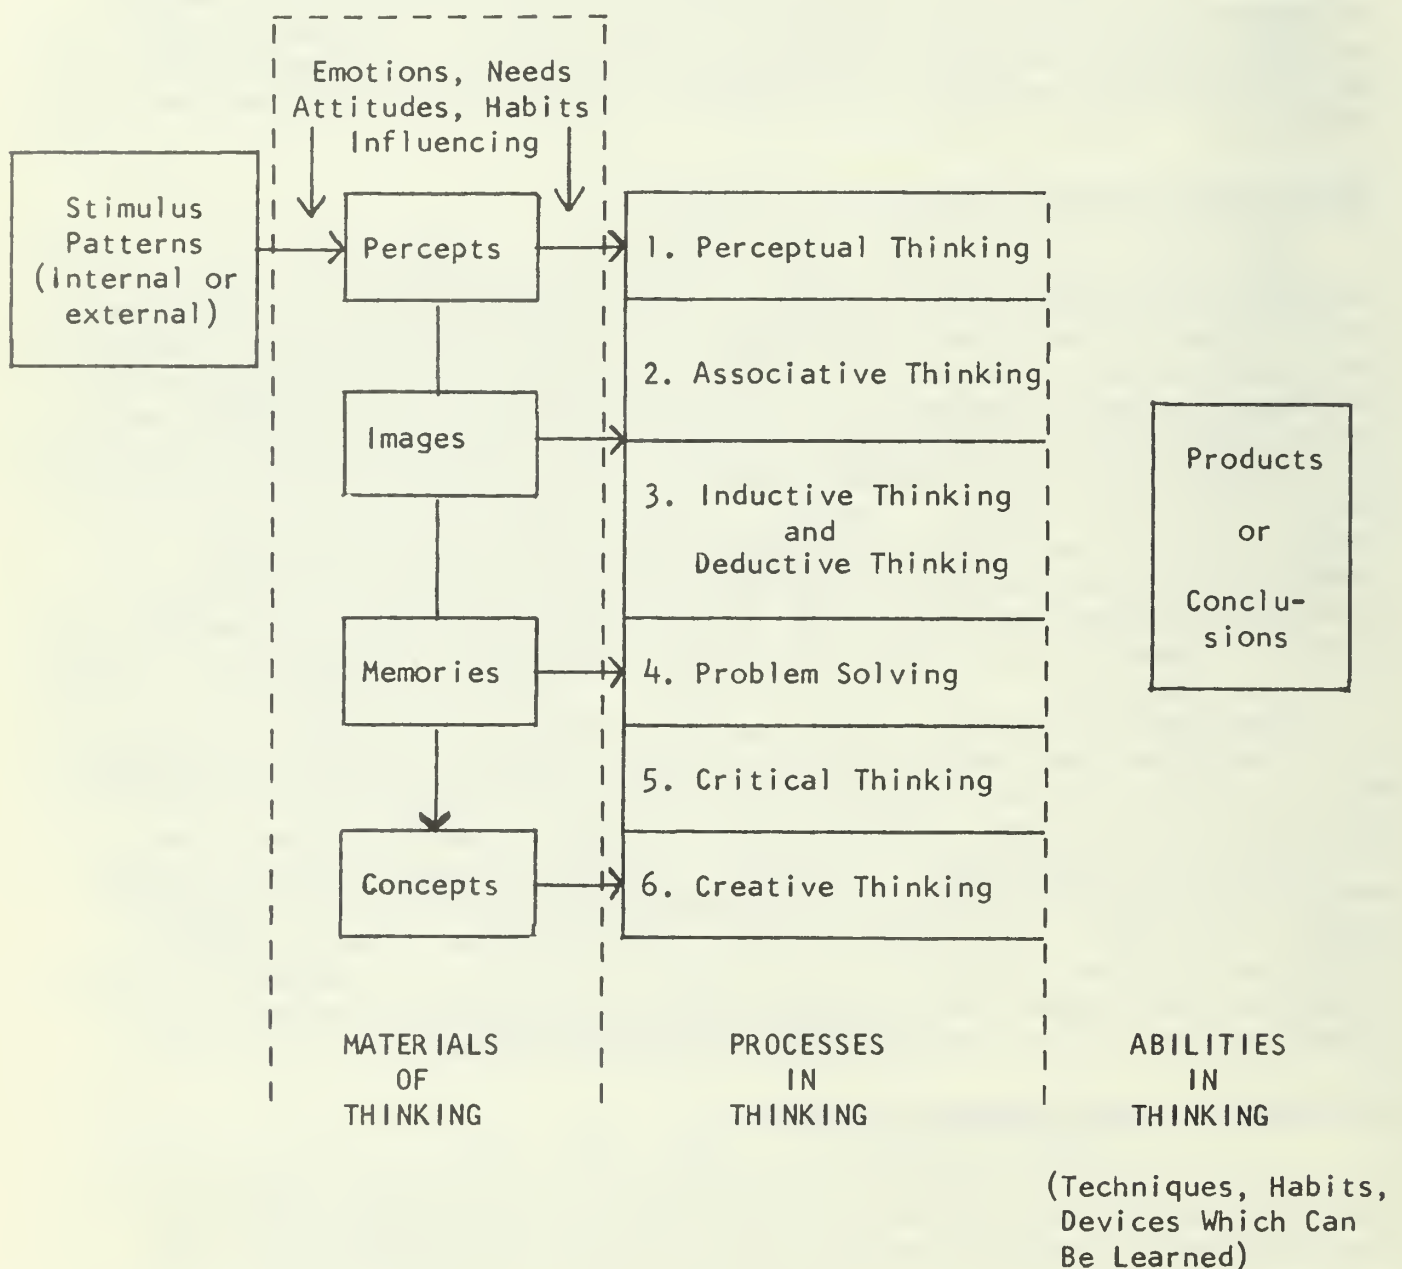 Emotions, Needs
Attitudes, Habits
Influencing
Stimulus
Patterns
(internal or
external)
Percepts
Images
Memories
Concepts
1. Perceptual Thinking
2. Associative Thinking
3. Inductive Thinking
and
Deductive Thinking
4. Problem Solving
5. Critical Thinking
6. Creative Thinking
Products
or
Conclu-
sions
MATERIALS
OF
THINKING
PROCESSES
IN
THINKING
ABILITIES
IN
THINKING
(Techniques, Habits,
Devices Which Can
Be Learned)